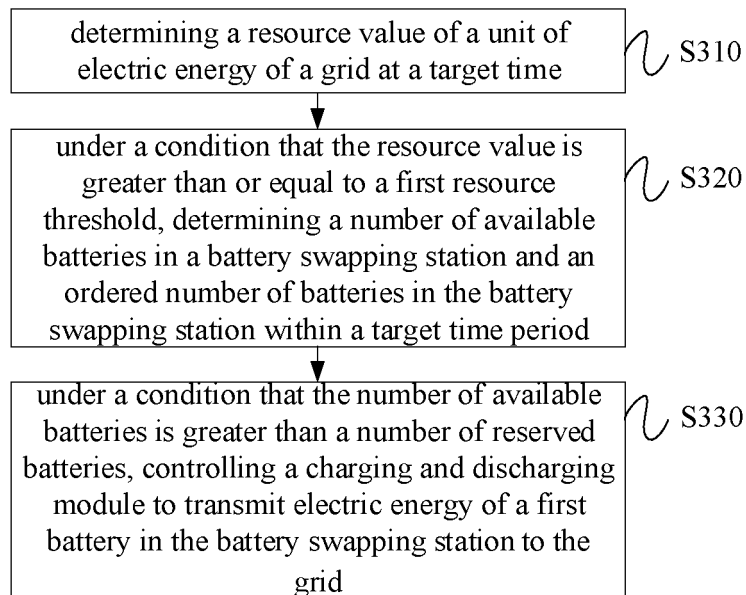 determining a resource value of a unit of
electric energy of a grid at a target time
S310
under a condition that the resource value is
greater than or equal to a first resource
threshold, determining a number of available
batteries in a battery swapping station and an
ordered number of batteries in the battery
swapping station within a target time period
S320
under a condition that the number of available
batteries is greater than a number of reserved
batteries, controlling a charging and discharging
module to transmit electric energy of a first
battery in the battery swapping station to the
grid
S330